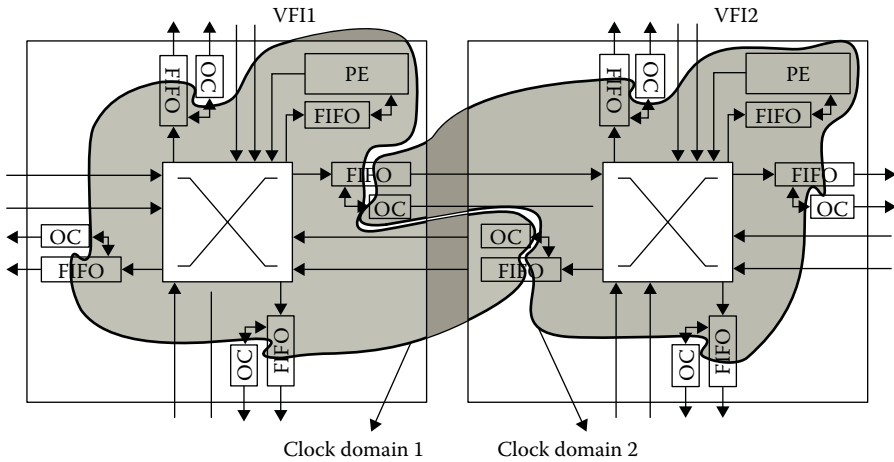 VFI1
VFI2
FIFO
OC
PE
FIFO
FIFO
OC
PE
FIFO
FIFO
OC
FIFO
OC
OC
FIFO
OC
FIFO
OC
FIFO
OC
FIFO
Clock domain 1
Clock domain 2